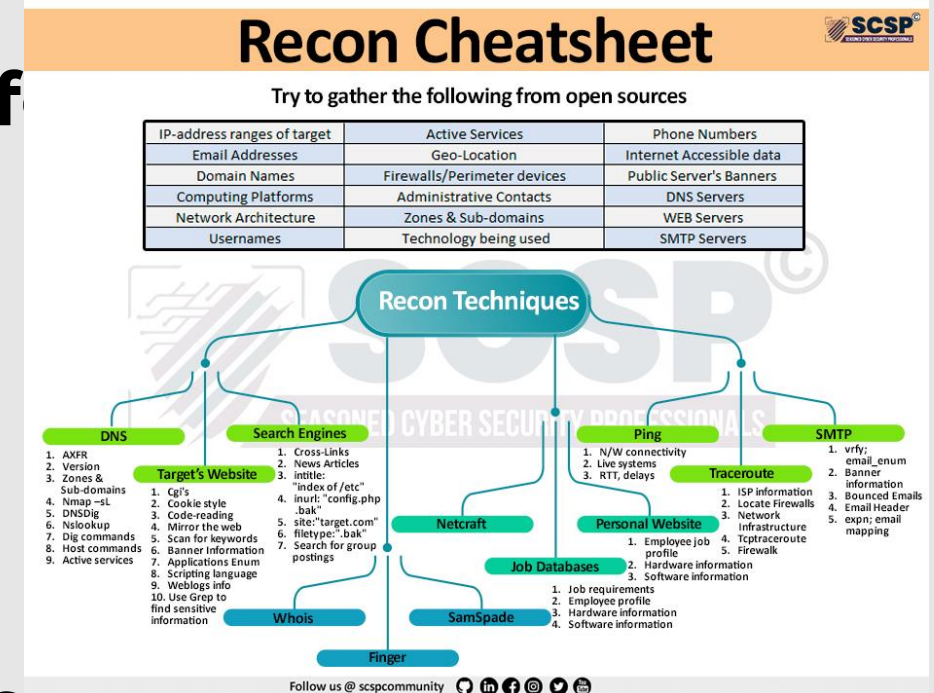 Recon Cheatsheet
SCSP©
SEASONED CYBER SECURITY PROFESSIONALS
f
Try to gather the following from open sources
IP-address ranges of target Active Services Phone Numbers
Email Addresses Geo-Location Internet Accessible data
Domain Names Firewalls/Perimeter devices Public Server's Banners
Computing Platforms Administrative Contacts DNS Servers
Network Architecture Zones & Sub-domains WEB Servers
Usernames Technology being used SMTP Servers
SCSP©
SEASONED CYBER SECURITY PROFESSIONALS
Recon Techniques
DNS
1. AXFR
2. Version
3. Zones &
Sub-domains
4. Nmap –sL
5. DNSDig
6. Nslookup
7. Dig commands
8. Host commands
9. Active services
Target's Website
1. Cgi's
2. Cookie style
3. Code-reading
4. Mirror the web
5. Scan for keywords
6. Banner Information
7. Applications Enum
8. Scripting language
9. Weblogs info
10. Use Grep to
find sensitive
information
Search Engines
1. Cross-Links
2. News Articles
3. intitle:
"index of /etc"
4. inurl: "config.php
.bak"
5. site:"target.com"
6. filetype:".bak"
7. Search for group
postings
Whois
Finger
SamSpade
Netcraft
Job Databases
1. Job requirements
2. Employee profile
3. Hardware information
4. Software information
Personal Website
1. Employee job
profile
2. Hardware information
3. Software information
Ping
1. N/W connectivity
2. Live systems
3. RTT, delays
Traceroute
1. ISP information
2. Locate Firewalls
3. Network
Infrastructure
4. Tcptraceroute
5. Firewalk
SMTP
1. vrfy;
email_enum
2. Banner
information
3. Bounced Emails
4. Email Header
5. expn; email
mapping
Follow us @ scspcommunity